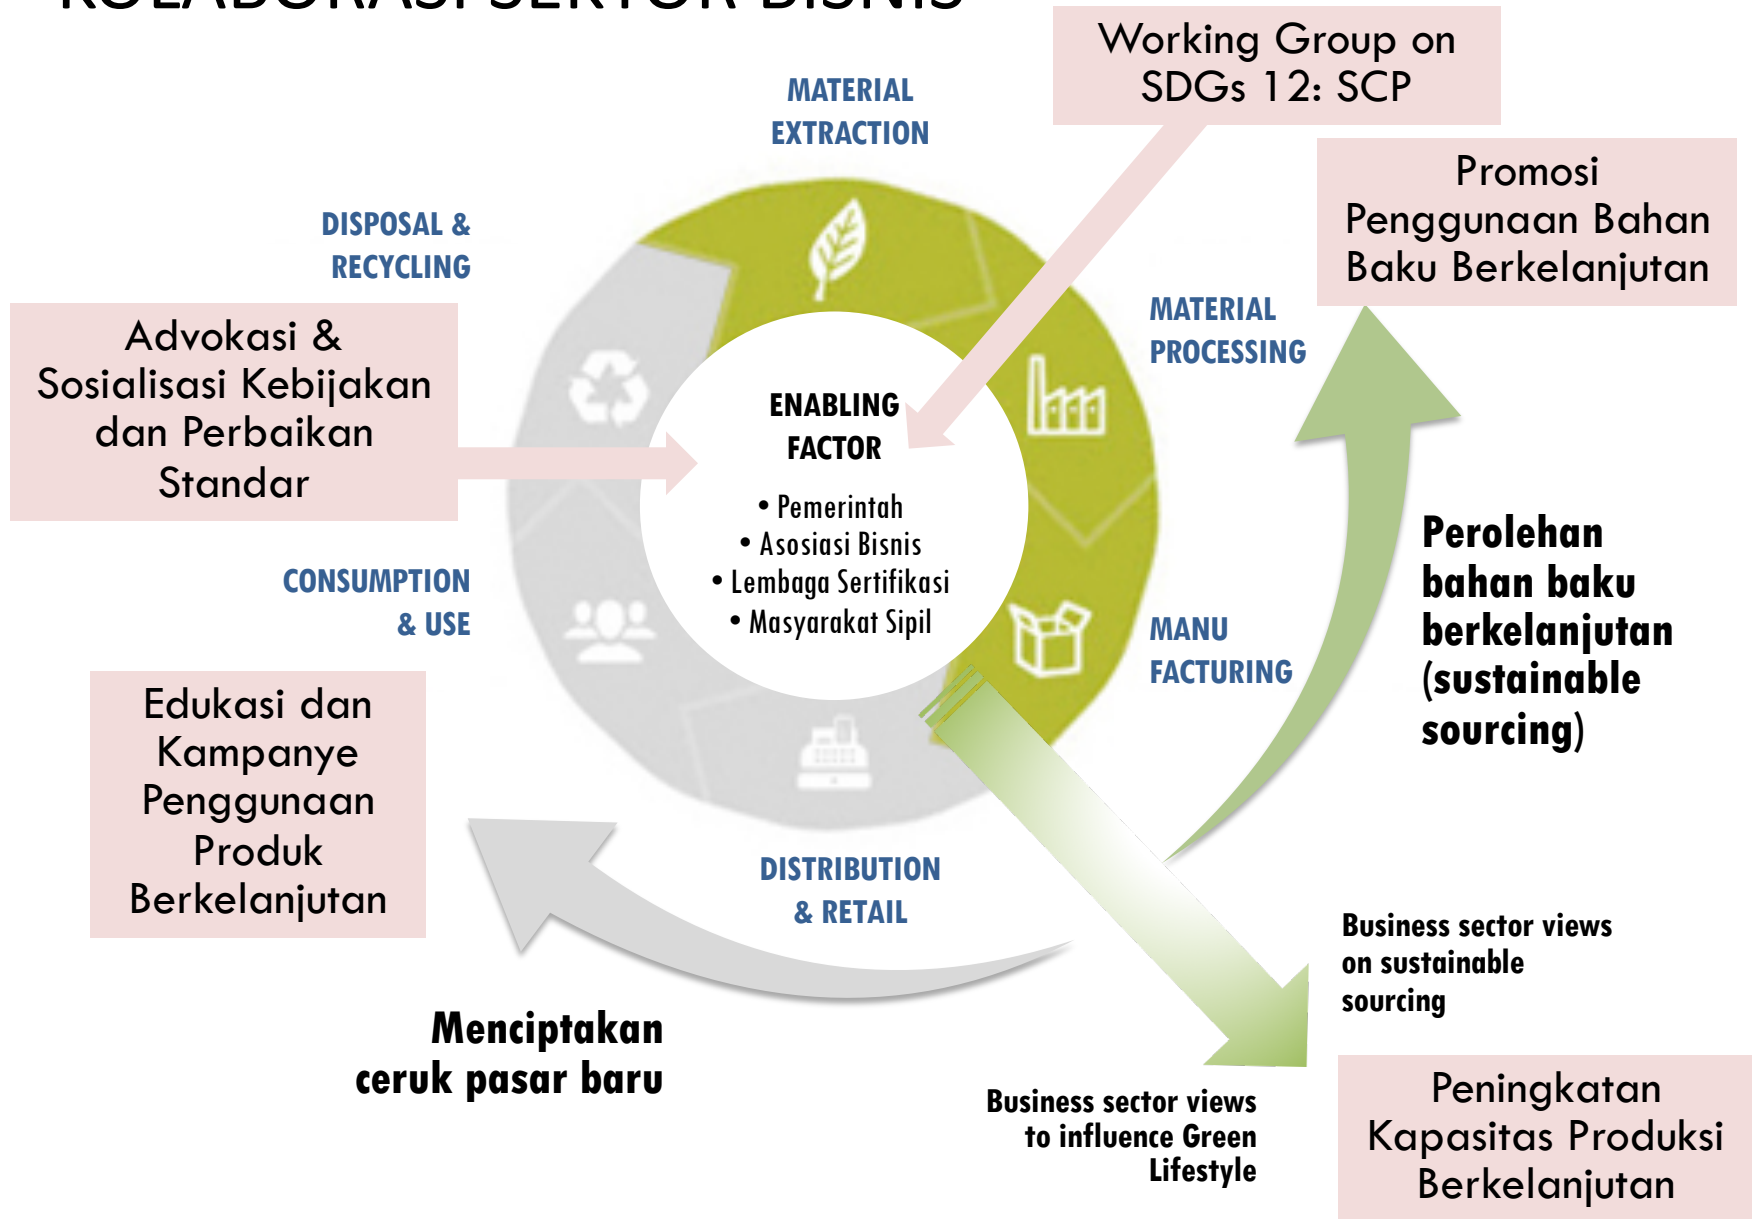 KOLABORASI SEKTOR BISNIS
Working Group on
SDGs 12: SCP
MATERIAL
EXTRACTION
Promosi
Penggunaan Bahan
Baku Berkelanjutan
DISPOSAL &
RECYCLING
MATERIAL
PROCESSING
Advokasi &
Sosialisasi Kebijakan
dan Perbaikan
Standar
ENABLING
FACTOR
• Pemerintah
• Asosiasi Bisnis
• Lembaga Sertifikasi
• Masyarakat Sipil
Perolehan
bahan baku
berkelanjutan
(sustainable
sourcing)
CONSUMPTION
& USE
MANU
FACTURING
Edukasi dan
Kampanye
Penggunaan
Produk
Berkelanjutan
DISTRIBUTION
& RETAIL
Business sector views
on sustainable
sourcing
Menciptakan
ceruk pasar baru
Business sector views
to influence Green
Lifestyle
Peningkatan
Kapasitas Produksi
Berkelanjutan